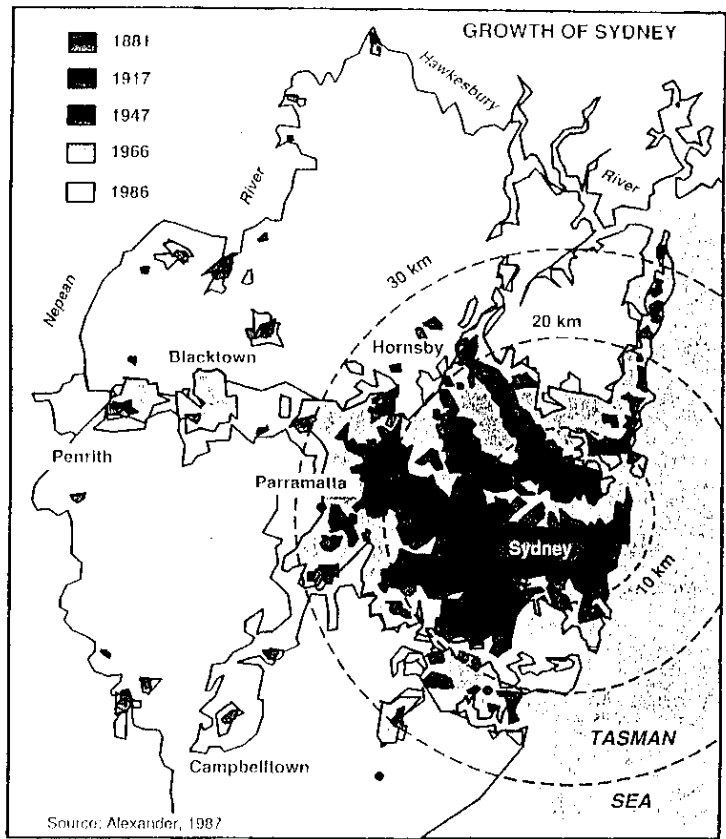 GROWTH OF SYDNEY
1881
1917
1947
1966
1986
Hawkesbury
River
River
Nepean
30 km
20 km
Hornsby
Blacktown
Penrith
Parramatta
Sydney
10 km
Campbelltown
TASMAN
SEA
Source: Alexander, 1987